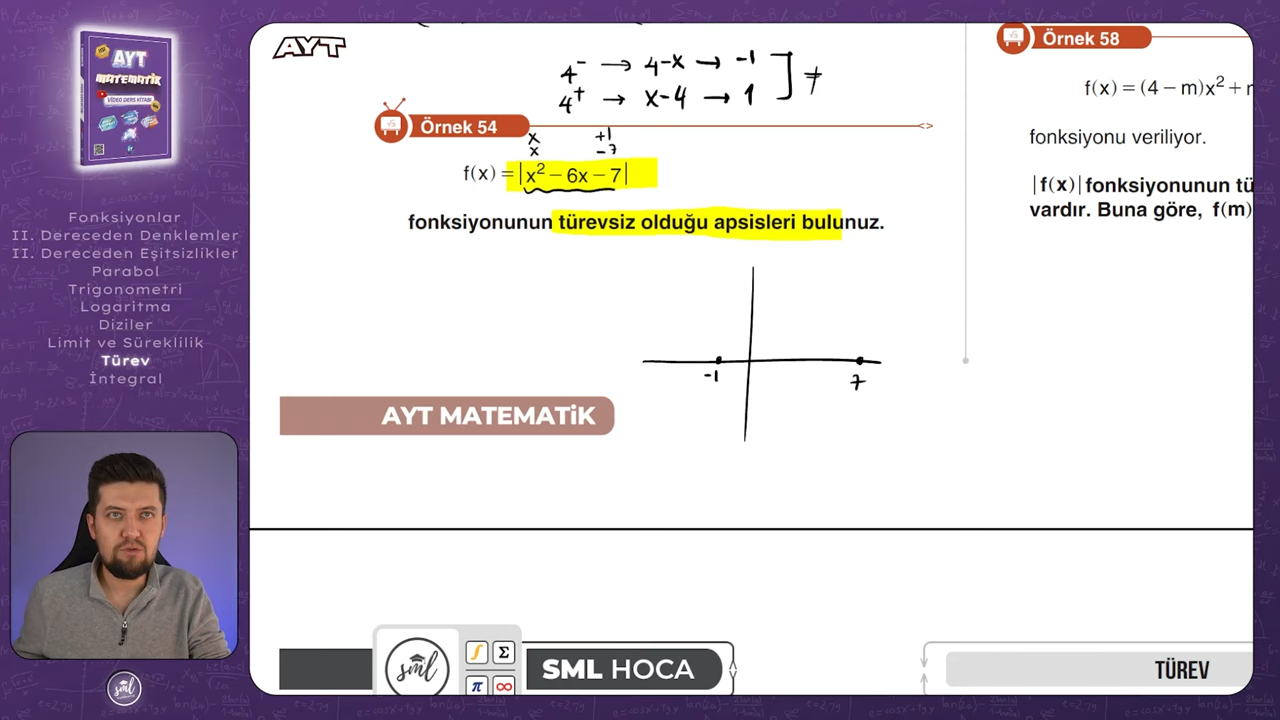 AYT
MATEMATİK
VİDEO DERS KİTABI
Fonksiyonlar
II. Dereceden Denklemler
II. Dereceden Eşitsizlikler
Parabol
Trigonometri
Logaritma
Diziler
Limit ve Süreklilik
Türev
İntegral
sml
AYT
4⁻ → 4-x → -1
4⁺ → x-4 → 1
≠
Örnek 54
x +1
x -7
f(x) = |x² – 6x – 7|
fonksiyonunun türevsiz olduğu apsisleri bulunuz.
-1 7
AYT MATEMATİK
sml
∫ Σ
π ∞
SML HOCA
Örnek 58
f(x) = (4 – m)x² +
fonksiyonu veriliyor.
|f(x)| fonksiyonunun tü
vardır. Buna göre, f(m)
TÜREV